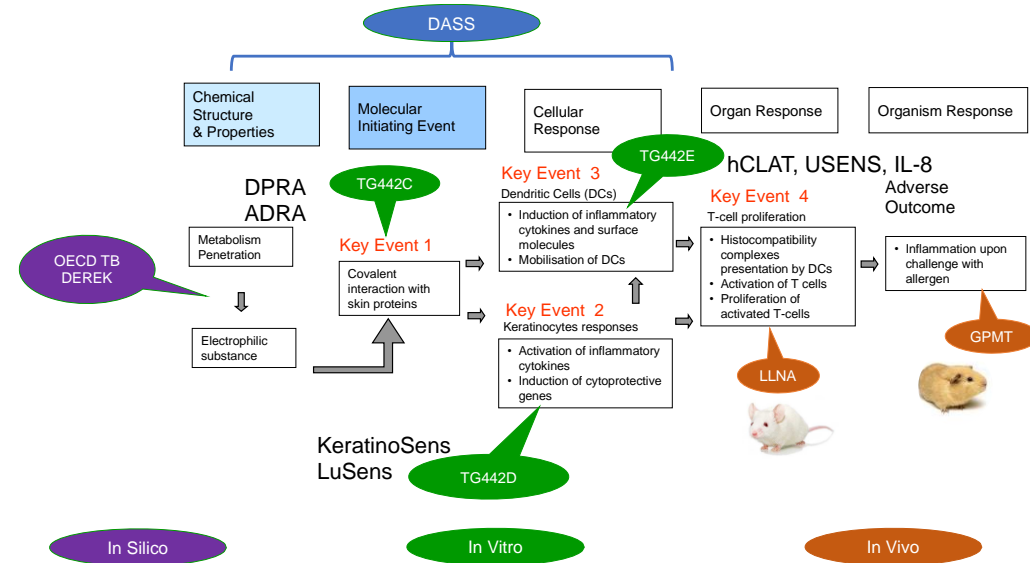 DASS
Chemical
Structure
& Properties
Molecular
Initiating Event
Cellular
Response
Organ Response
Organism Response
TG442E
hCLAT, USENS, IL-8
DPRA
ADRA
TG442C
Key Event 3
Dendritic Cells (DCs)
• Induction of inflammatory
cytokines and surface
molecules
• Mobilisation of DCs
Key Event 4
T-cell proliferation
• Histocompatibility
complexes
presentation by DCs
• Activation of T cells
• Proliferation of
activated T-cells
Adverse
Outcome
• Inflammation upon
challenge with
allergen
OECD TB
DEREK
Metabolism
Penetration
Electrophilic
substance
Key Event 1
Covalent
interaction with
skin proteins
Key Event 2
Keratinocytes responses
• Activation of inflammatory
cytokines
• Induction of cytoprotective
genes
LLNA
GPMT
KeratinoSens
LuSens
TG442D
In Silico
In Vitro
In Vivo